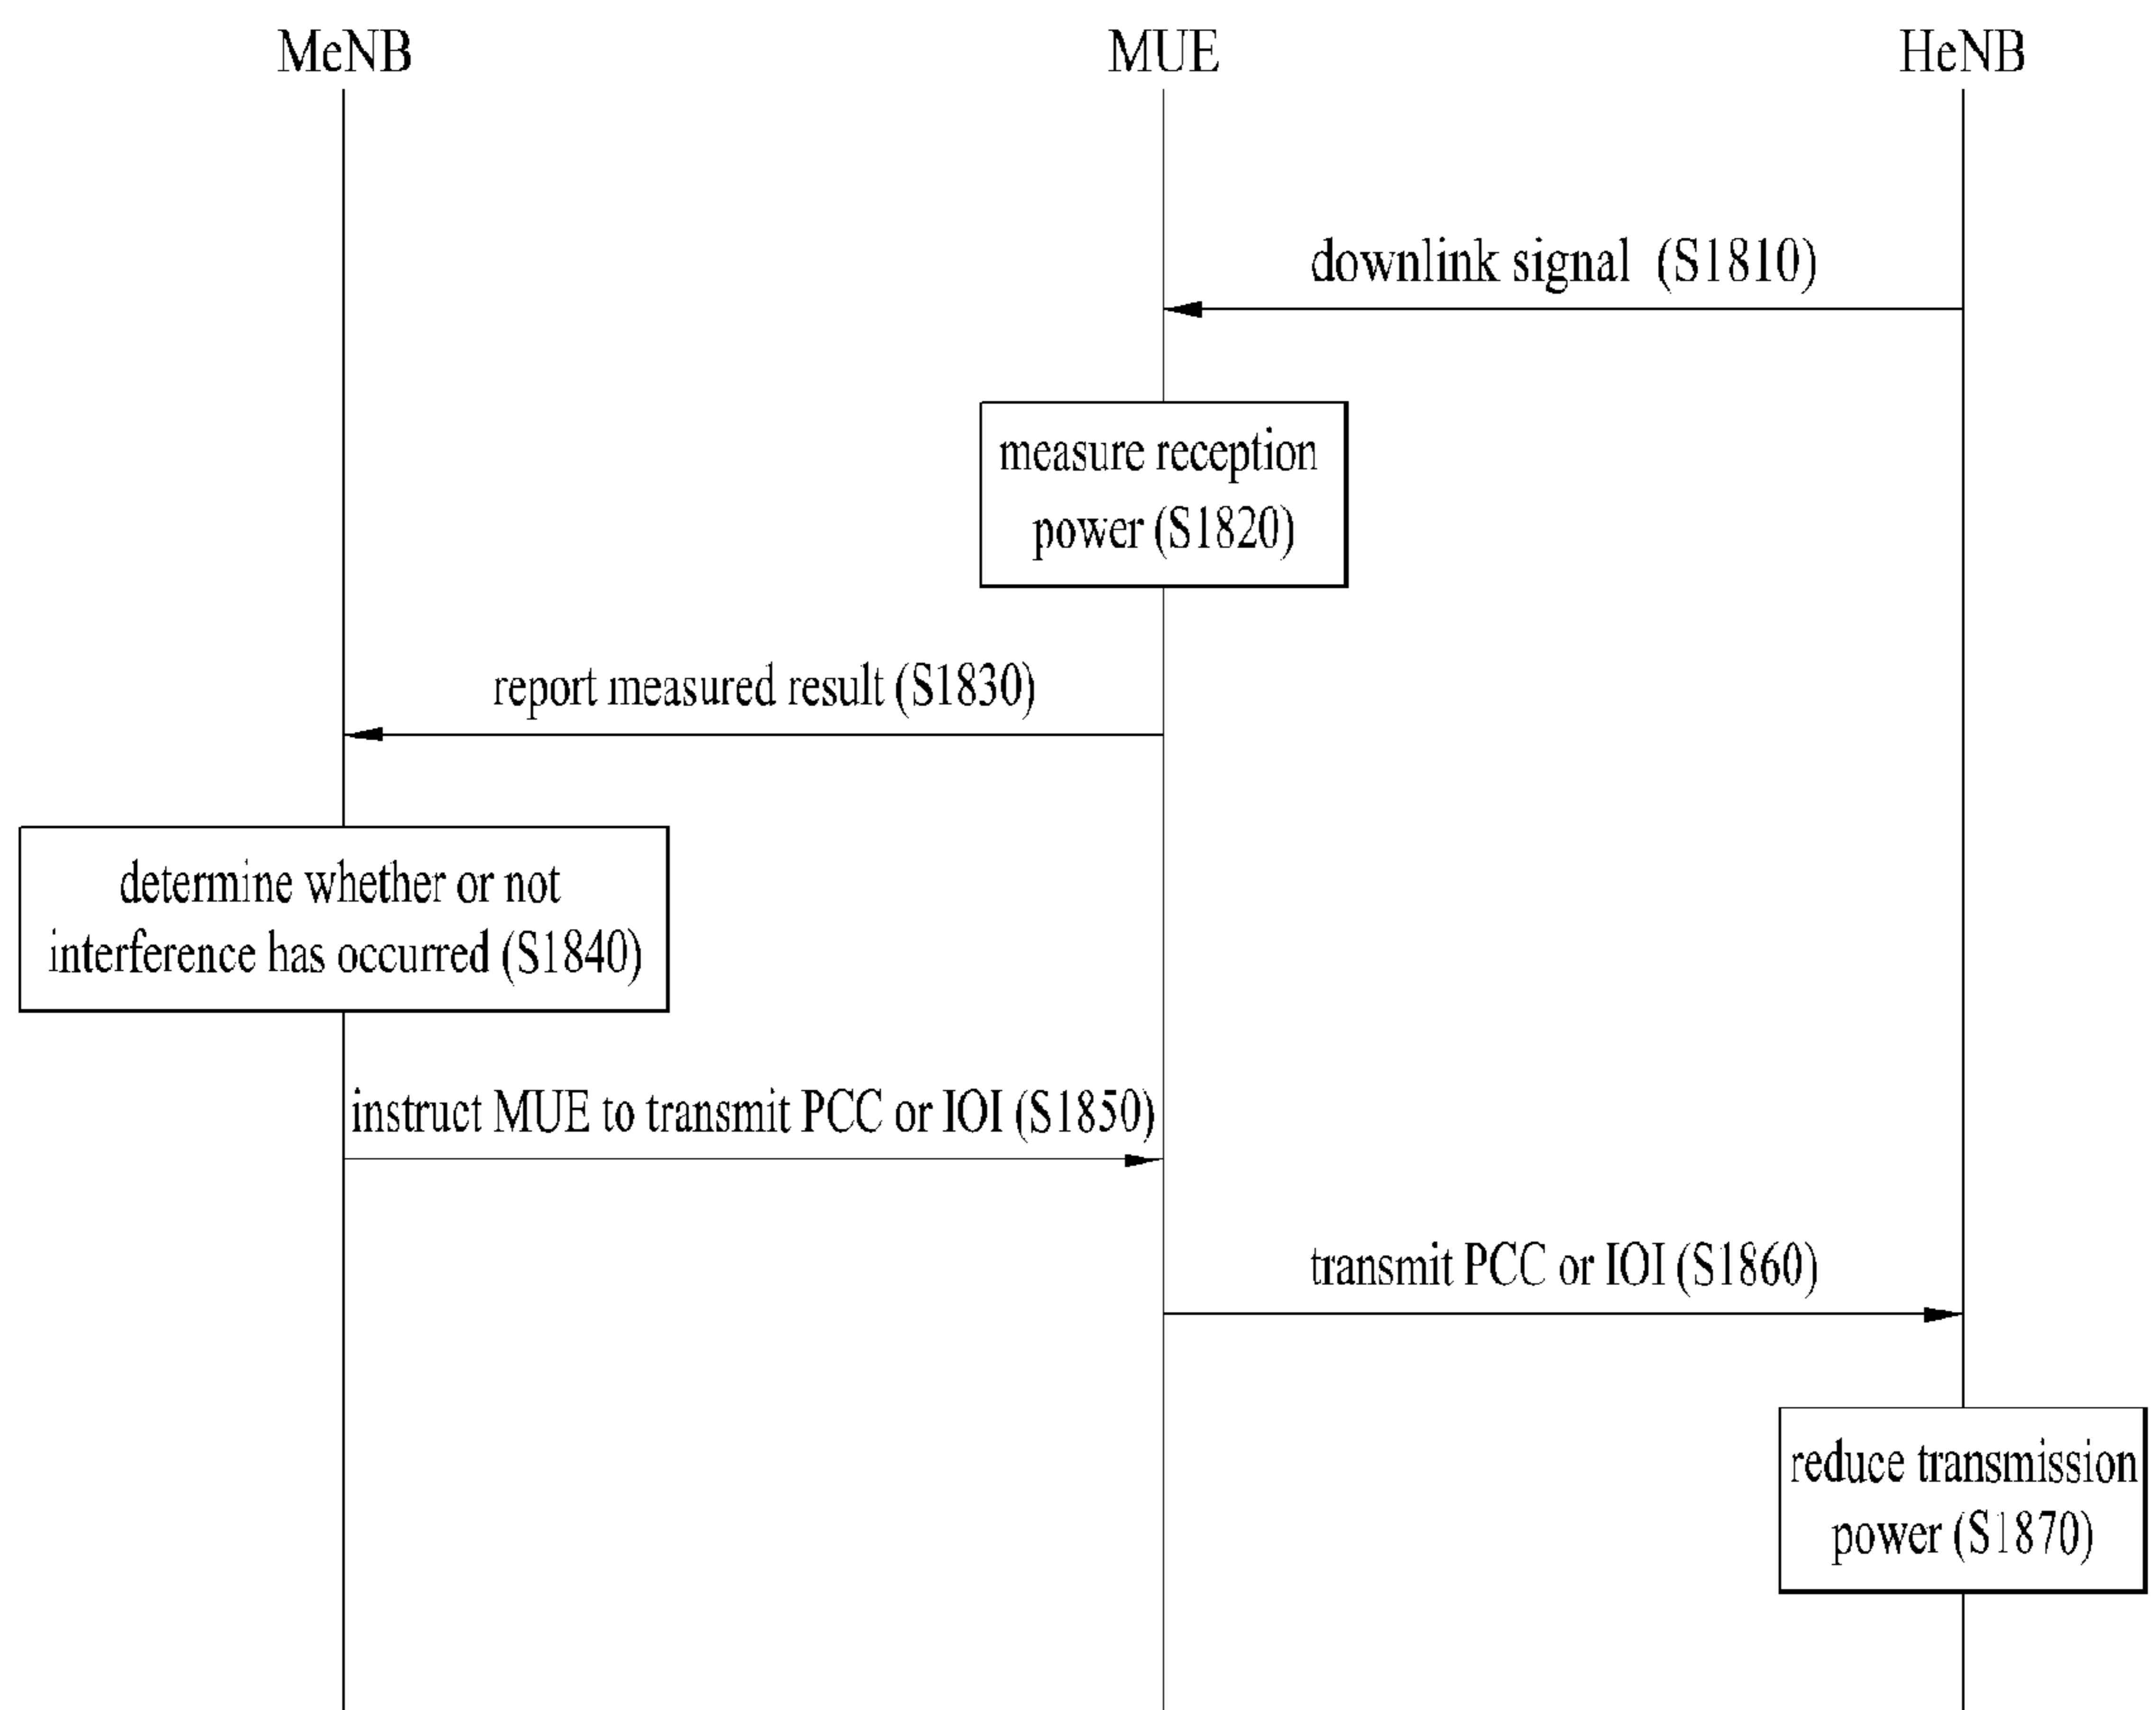 MeNB MUE HeNB
downlink signal (S1810)
measure reception
power (S1820)
report measured result (S1830)
determine whether or not
interference has occurred (S1840)
instruct MUE to transmit PCC or IOI (S1850)
transmit PCC or IOI (S1860)
reduce transmission
power (S1870)